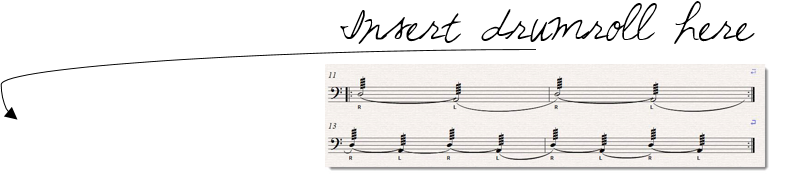 Insert drumroll here
11
R L R L
13
R L R L R L R L